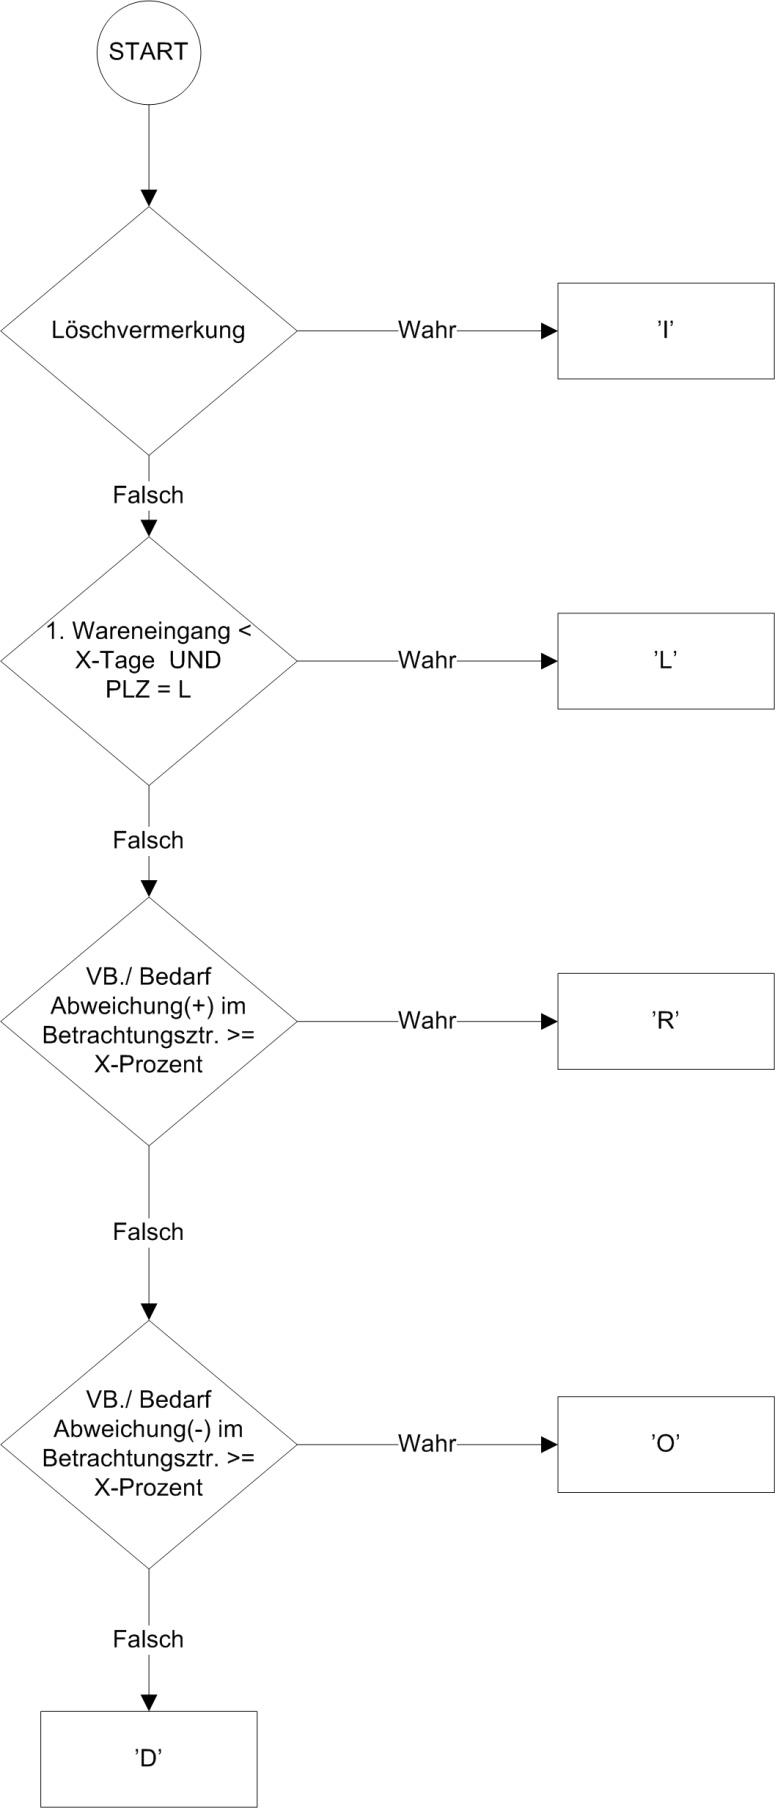 START
Löschvermerkung
Wahr
’I’
Falsch
1. Wareneingang <
X-Tage  UND
PLZ = L
Wahr
’L’
Falsch
VB./ Bedarf
Abweichung(+) im
Betrachtungsztr. >=
X-Prozent
Wahr
’R’
Falsch
VB./ Bedarf
Abweichung(-) im
Betrachtungsztr. >=
X-Prozent
Wahr
’O’
Falsch
’D’